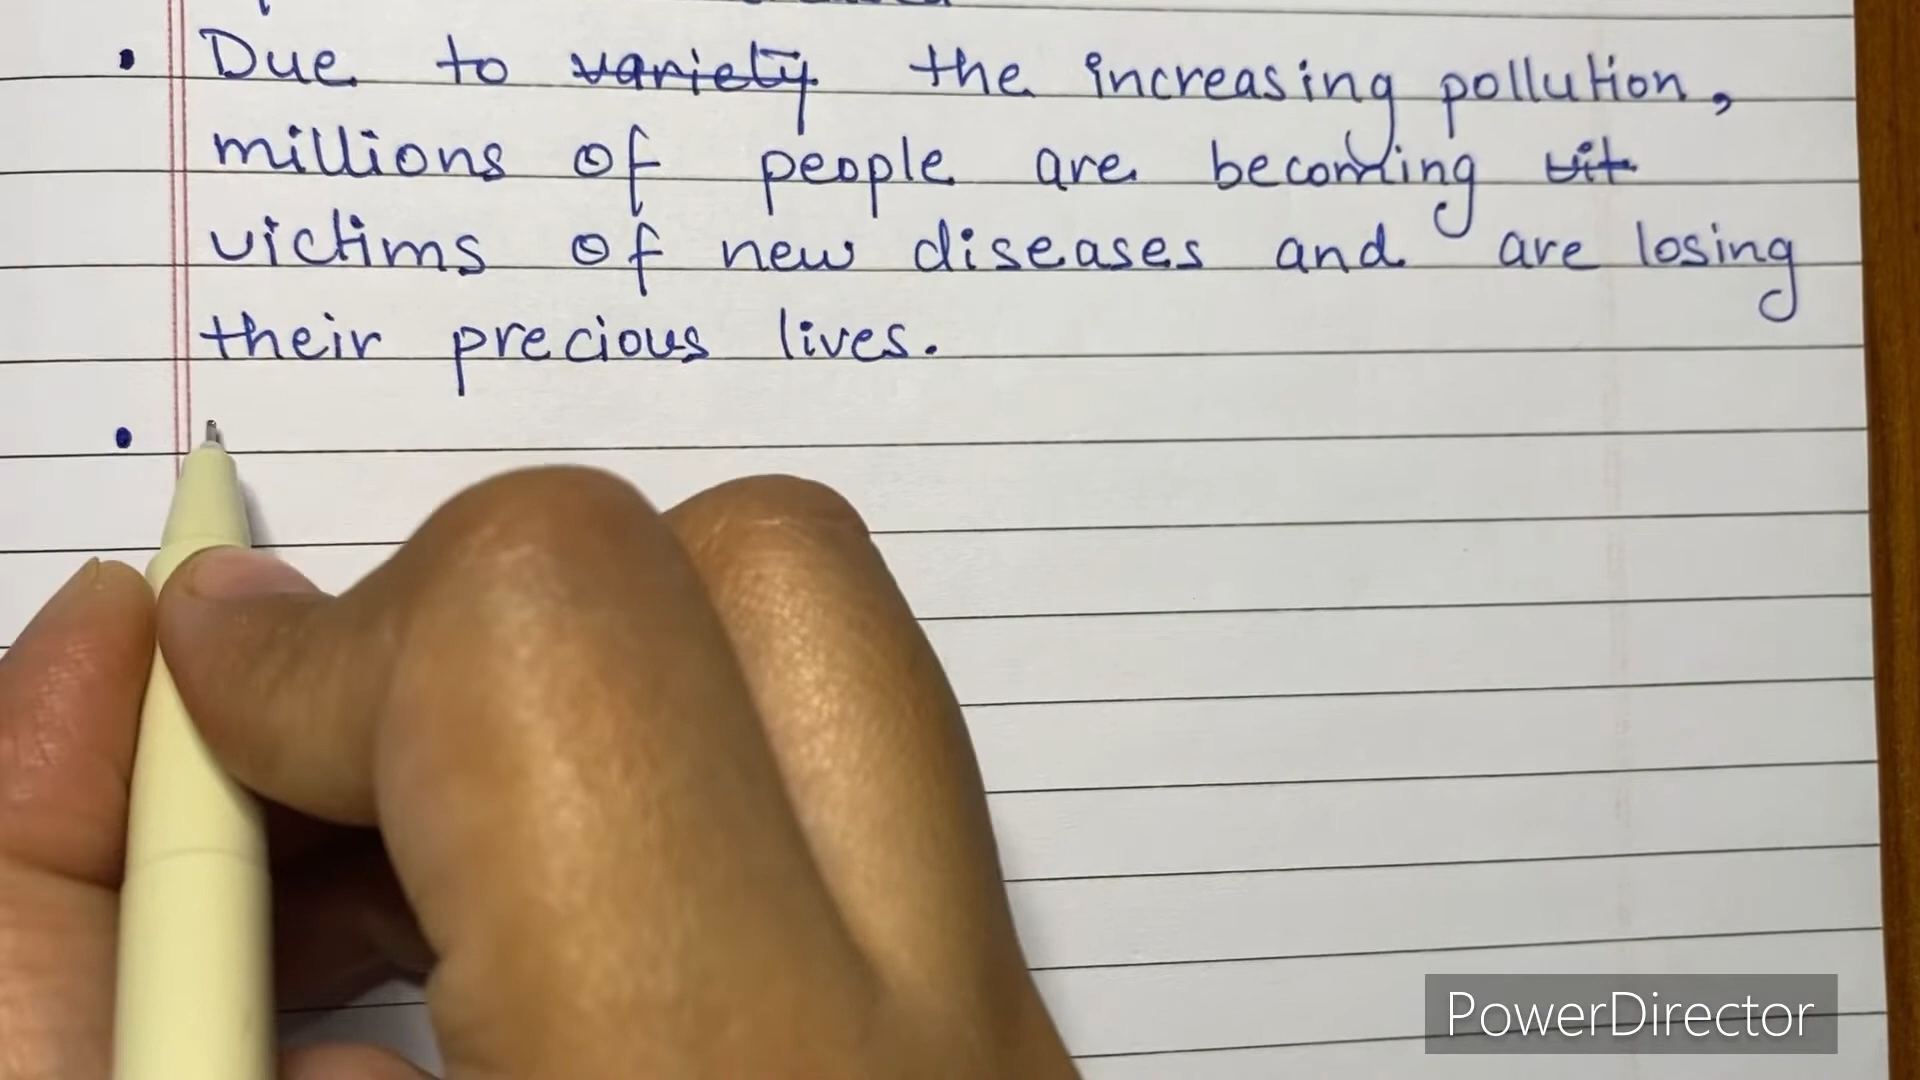 • Due to ~~variety~~ the increasing pollution,
millions of people are becoming ~~vit~~
victims of new diseases and are losing
their precious lives.
•
PowerDirector